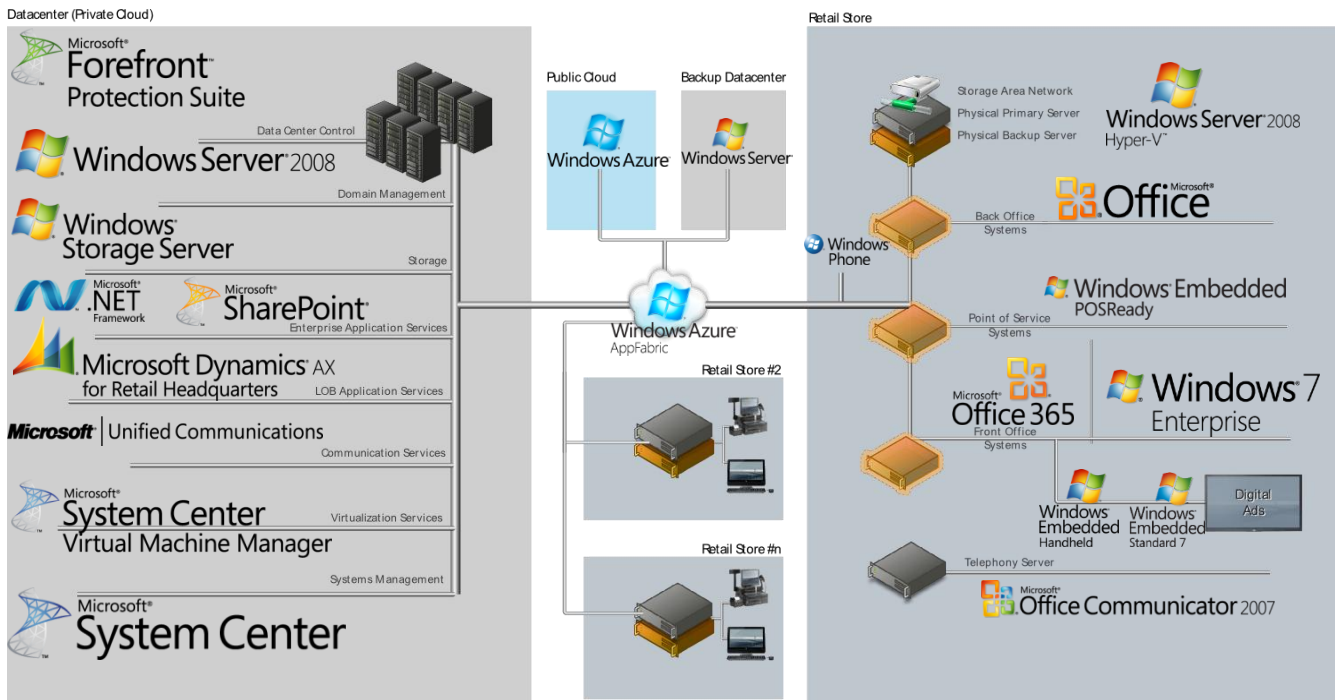 Datacenter (Private Cloud)
Microsoft®
Forefront™
Protection Suite
Data Center Control
Windows Server® 2008
Domain Management
Windows®
Storage Server
Storage
Microsoft®
.NET
Framework
Microsoft®
SharePoint®
Enterprise Application Services
Microsoft Dynamics® AX
for Retail Headquarters
LOB Application Services
Microsoft® Unified Communications
Communication Services
Microsoft®
System Center
Virtual Machine Manager
Virtualization Services
Systems Management
Microsoft®
System Center
Public Cloud
Windows Azure™
Backup Datacenter
Windows Server®
Windows Azure™
AppFabric
Retail Store #2
Retail Store #n
Retail Store
Storage Area Network
Physical Primary Server
Physical Backup Server
Windows Server® 2008
Hyper-V™
Microsoft®
Office
Back Office
Systems
Windows®
Phone
Windows® Embedded
POSReady
Point of Service
Systems
Microsoft®
Office 365
Windows® 7
Enterprise
Front Office
Systems
Windows®
Embedded
Handheld
Windows®
Embedded
Standard 7
Digital
Ads
Telephony Server
Microsoft®
Office Communicator 2007